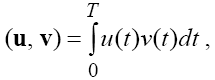 (u, v) = ∫₀ᵀ u(t)v(t)dt ,